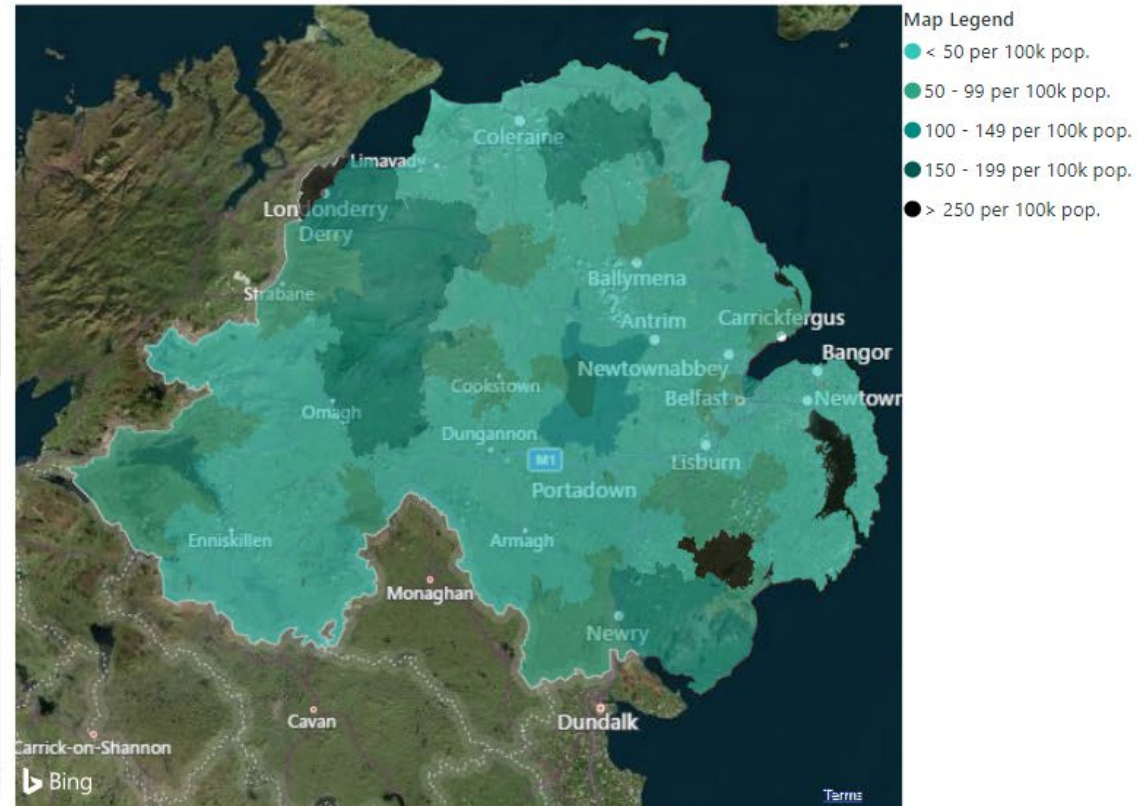 Map Legend
< 50 per 100k pop.
50 - 99 per 100k pop.
100 - 149 per 100k pop.
150 - 199 per 100k pop.
> 250 per 100k pop.
Coleraine
Limavady
Londonderry
Derry
Strabane
Ballymena
Antrim
Carrickfergus
Bangor
Newtownabbey
Cookstown
Belfast
Newtown
Omagh
Dungannon
M1
Lisburn
Portadown
Enniskillen
Armagh
Monaghan
Newry
Cavan
Dundalk
Carrick-on-Shannon
Bing
Terms